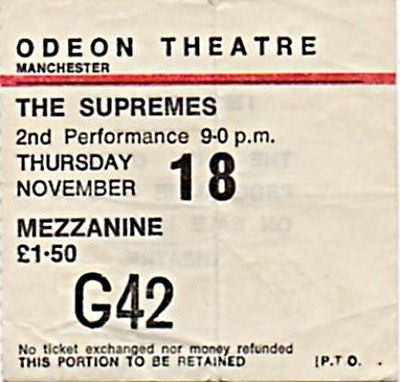 ODEON THEATRE
MANCHESTER
THE SUPREMES
2nd Performance 9-0 p.m.
THURSDAY
NOVEMBER 18
MEZZANINE
£1·50
G42
No ticket exchanged nor money refunded
THIS PORTION TO BE RETAINED [P.T.O.